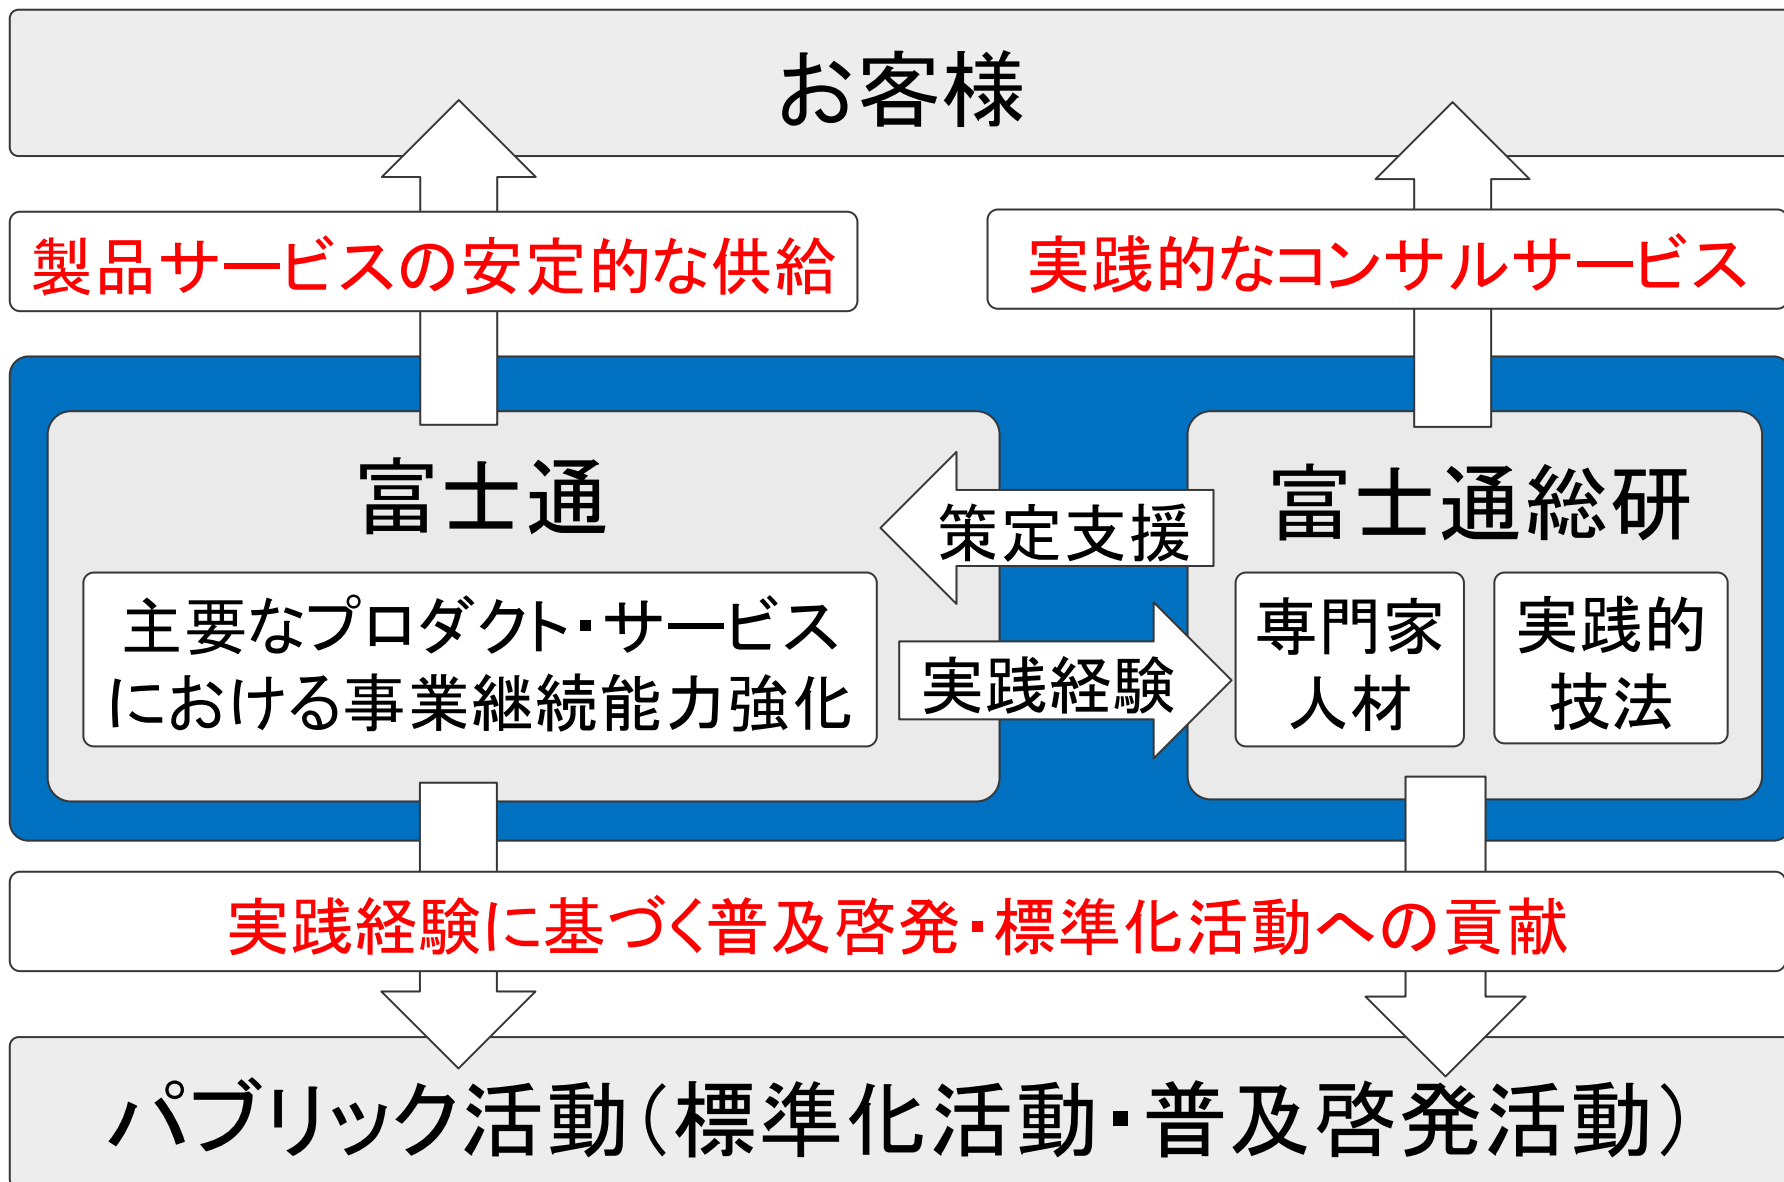 お客様
製品サービスの安定的な供給
実践的なコンサルサービス
富士通
主要なプロダクト・サービス
における事業継続能力強化
策定支援
実践経験
富士通総研
専門家
人材
実践的
技法
実践経験に基づく普及啓発・標準化活動への貢献
パブリック活動（標準化活動・普及啓発活動）